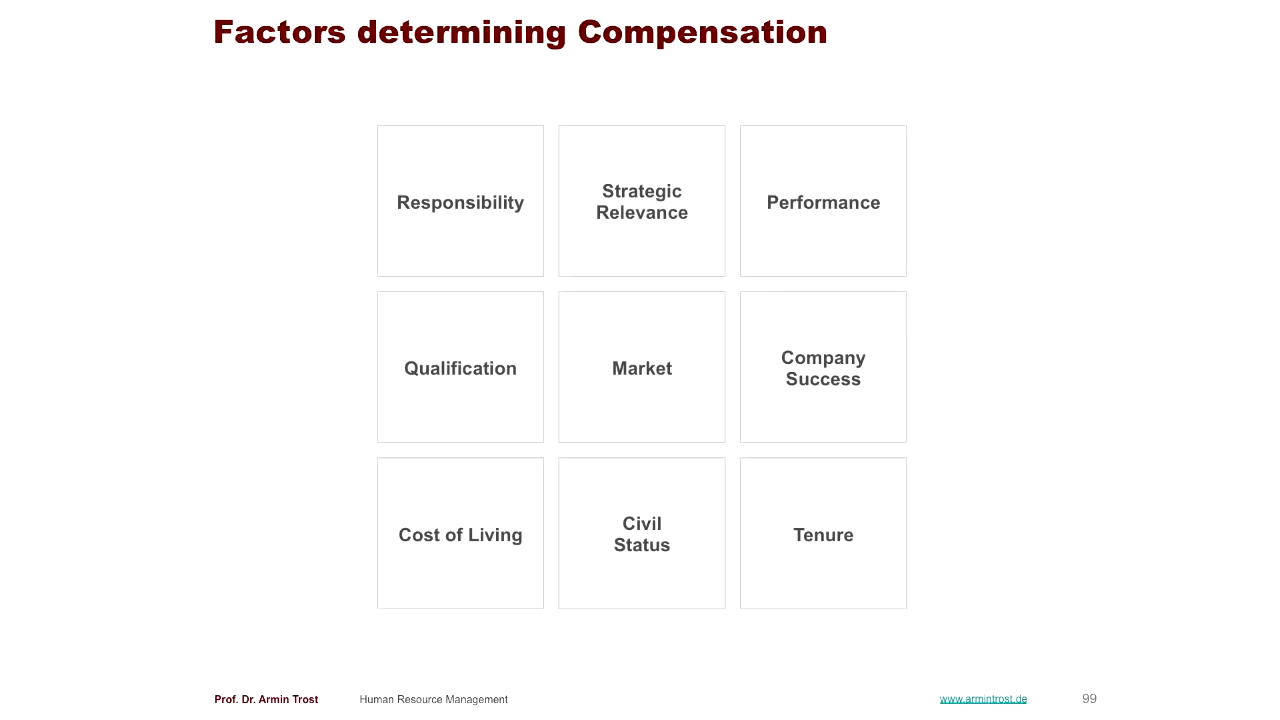 Factors determining Compensation
Responsibility
Strategic
Relevance
Performance
Qualification
Market
Company
Success
Cost of Living
Civil
Status
Tenure
Prof. Dr. Armin Trost Human Resource Management www.armintrost.de 99